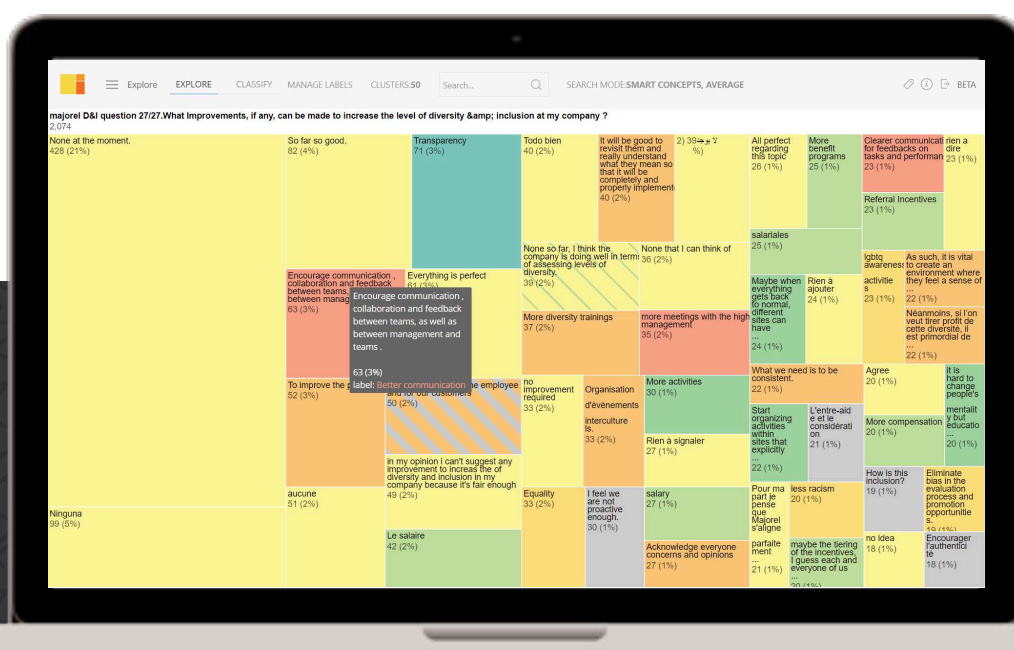 Explore
EXPLORE
CLASSIFY
MANAGE LABELS
CLUSTERS:50
Search...
SEARCH MODE:SMART CONCEPTS, AVERAGE
BETA
majorel D&I question 27/27.What Improvements, if any, can be made to increase the level of diversity &amp; inclusion at my company ?
2,074
None at the moment.
428 (21%)
Ninguna
99 (5%)
So far so good.
82 (4%)
Transparency
71 (3%)
Encourage communication ,
collaboration and feedback
between teams,
between manag
63 (3%)
Everything is perfect
61 (3%)
Encourage communication ,
collaboration and feedback
between teams, as well as
between management and
teams .
63 (3%)
label: Better communication
To improve the p
52 (3%)
he employee
and for our customers
50 (2%)
aucune
51 (2%)
in my opinion i can't suggest any
improvement to increas the of
diversity and inclusion in my
company because it's fair enough
49 (2%)
Le salaire
42 (2%)
Todo bien
40 (2%)
It will be good to
revisit them and
really understand
what they mean so
that it will be
completely and
properly implement
40 (2%)
لا يوجد
39 (2%)
None so far, I think the
company is doing well in terms
of assessing levels of
diversity.
39 (2%)
None that I can think of
36 (2%)
More diversity trainings
37 (2%)
more meetings with the high
management
35 (2%)
no
improvement
required
33 (2%)
Organisation
d'évènements
interculture
ls.
33 (2%)
More activities
30 (1%)
Rien à signaler
27 (1%)
Equality
33 (2%)
I feel we
are not
proactive
enough.
30 (1%)
salary
27 (1%)
Acknowledge everyone
concerns and opinions
27 (1%)
All perfect
regarding
this topic
26 (1%)
More
benefit
programs
25 (1%)
salariales
25 (1%)
Maybe when
everything
gets back
to normal,
different
sites can
have
...
24 (1%)
Rien à
ajouter
24 (1%)
What we need is to be
consistent.
22 (1%)
Start
organizing
activities
within
sites that
explicitly
...
22 (1%)
L'entre-aid
e et le
considérati
on
21 (1%)
Pour ma
part je
pense
que
Majorel
s'aligne
parfaite
ment
...
21 (1%)
less racism
20 (1%)
maybe the tiering
of the incentives,
I guess each and
everyone of us
...
20 (1%)
Clearer communicati
for feedbacks on
tasks and performan
23 (1%)
rien a
dire
23 (1%)
Referral Incentives
23 (1%)
lgbtq
awareness
activitie
s
23 (1%)
As such, it is vital
to create an
environment where
they feel a sense of
...
22 (1%)
Néanmoins, si l'on
veut tirer profit de
cette diversité, il
est primordial de
...
22 (1%)
Agree
20 (1%)
it is
hard to
change
people's
mentalit
y but
educatio
...
20 (1%)
More compensation
20 (1%)
How is this
inclusion?
19 (1%)
Eliminate
bias in the
evaluation
process and
promotion
opportunitie
s.
19 (1%)
no idea
18 (1%)
Encourager
l'authentici
té
18 (1%)